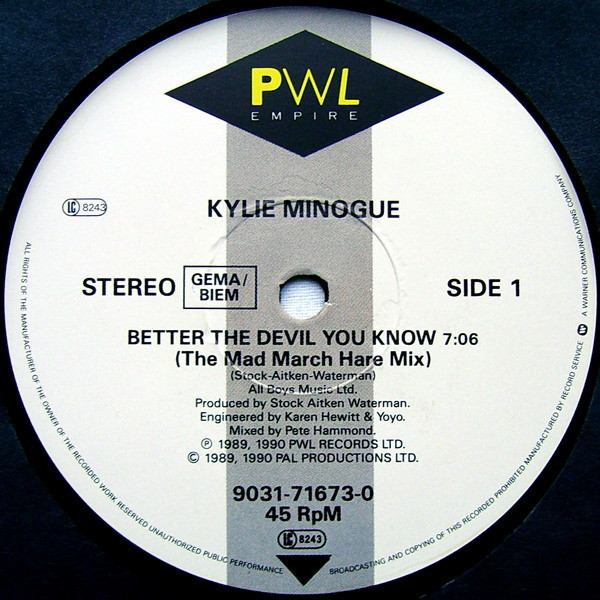 PWL
EMPIRE
LC 8243
KYLIE MINOGUE
STEREO
GEMA/
BIEM
SIDE 1
BETTER THE DEVIL YOU KNOW 7:06
(The Mad March Hare Mix)
(Stock-Aitken-Waterman)
All Boys Music Ltd.
Produced by Stock Aitken Waterman.
Engineered by Karen Hewitt & Yoyo.
Mixed by Pete Hammond.
℗ 1989, 1990 PWL RECORDS LTD.
© 1989, 1990 PAL PRODUCTIONS LTD.
9031-71673-0
45 RpM
LC 8243
ALL RIGHTS OF THE MANUFACTURER OF THE OWNER OF THE RECORDED WORK RESERVED UNAUTHORIZED PUBLIC PERFORMANCE BROADCASTING AND COPYING OF THIS RECORD PROHIBITED MANUFACTURED BY RECORD SERVICE A WARNER COMMUNICATIONS COMPANY